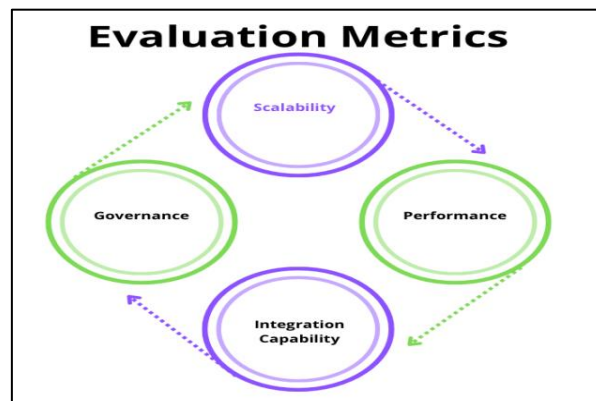 Evaluation Metrics
Scalability
Governance
Performance
Integration
Capability